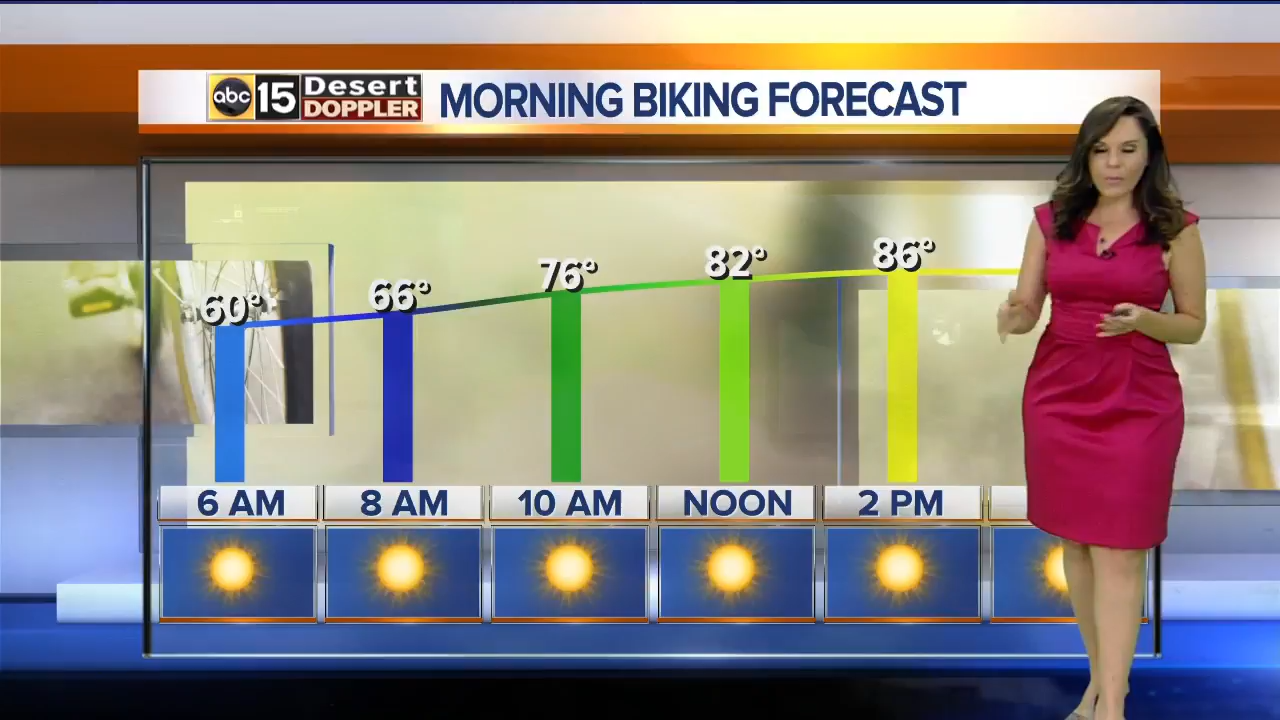 abc 15 Desert DOPPLER MORNING BIKING FORECAST
60° 66° 76° 82° 86°
6 AM 8 AM 10 AM NOON 2 PM